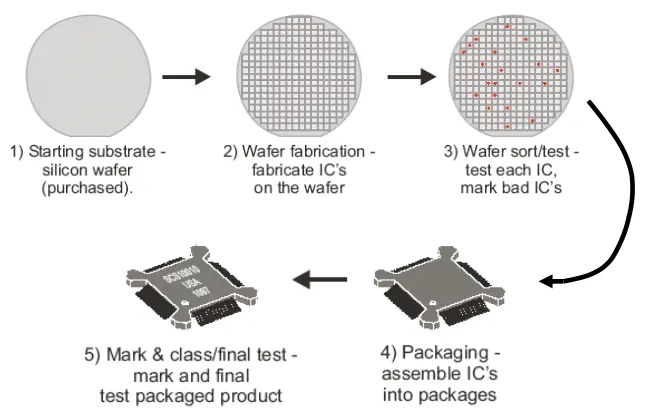 1) Starting substrate -
silicon wafer
(purchased).
2) Wafer fabrication -
fabricate IC's
on the wafer
3) Wafer sort/test -
test each IC,
mark bad IC's
SCS10010
USA
1007
5) Mark & class/final test -
mark and final
test packaged product
4) Packaging -
assemble IC's
into packages